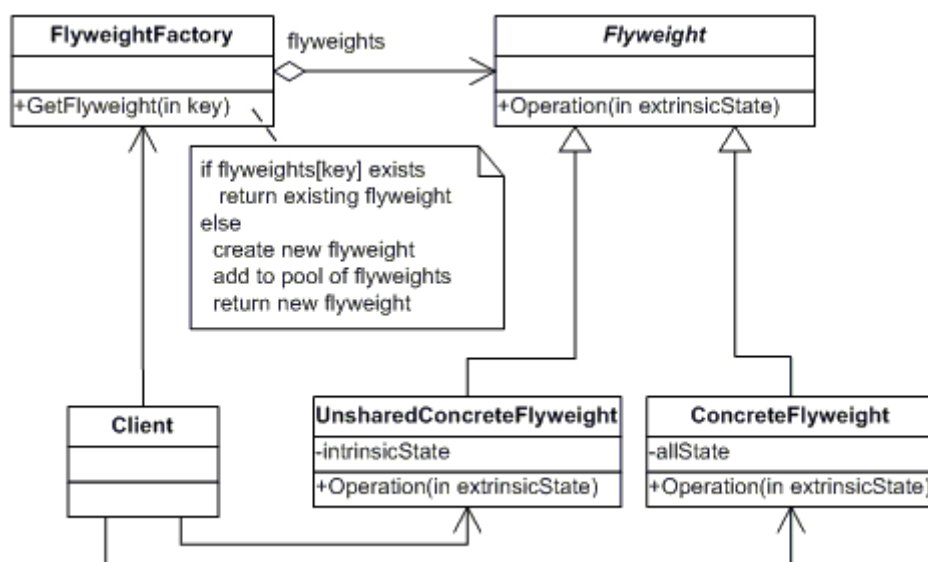 FlyweightFactory
+GetFlyweight(in key)
flyweights
Flyweight
+Operation(in extrinsicState)
if flyweights[key] exists
return existing flyweight
else
create new flyweight
add to pool of flyweights
return new flyweight
Client
UnsharedConcreteFlyweight
-intrinsicState
+Operation(in extrinsicState)
ConcreteFlyweight
-allState
+Operation(in extrinsicState)